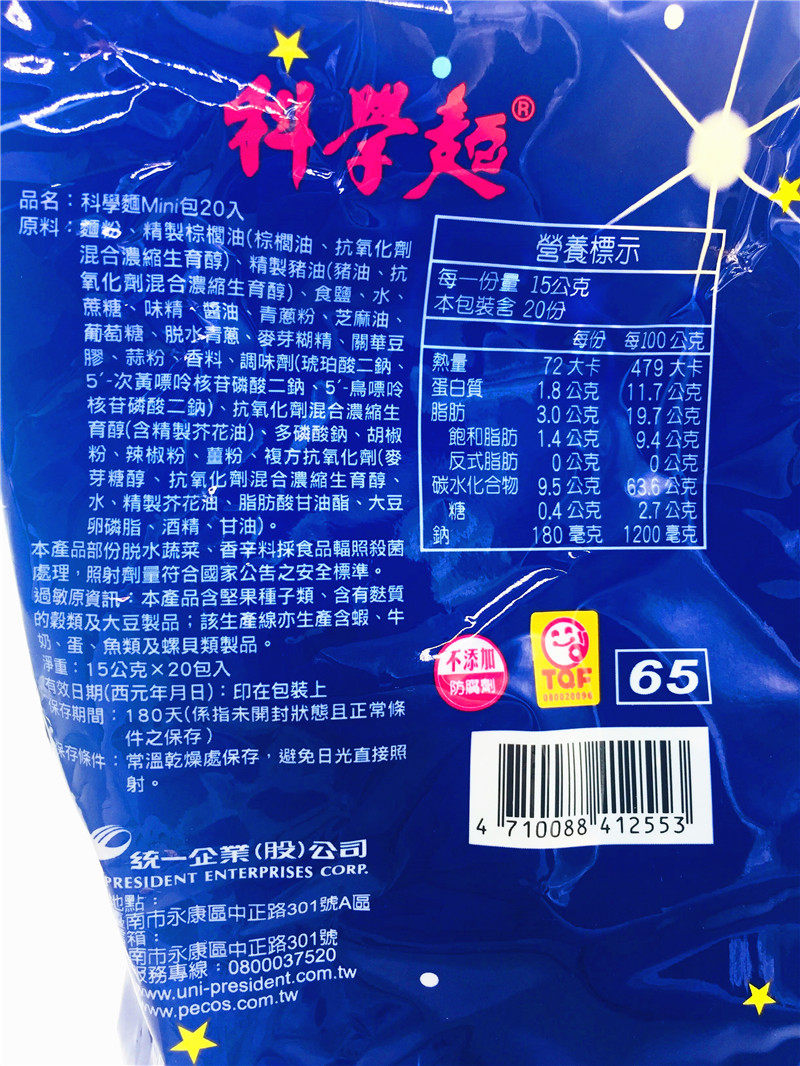 科學麵®
品名：科學麵Mini包20入
原料：麵粉、精製棕櫚油(棕櫚油、抗氧化劑
混合濃縮生育醇)、精製豬油(豬油、抗
氧化劑混合濃縮生育醇)、食鹽、水、
蔗糖、味精、醬油、青蔥粉、芝麻油、
葡萄糖、脫水青蔥、麥芽糊精、關華豆
膠、蒜粉、香料、調味劑(琥珀酸二鈉、
5´-次黃嘌呤核苷磷酸二鈉、5´-鳥嘌呤
核苷磷酸二鈉)、抗氧化劑混合濃縮生
育醇(含精製芥花油)、多磷酸鈉、胡椒
粉、辣椒粉、薑粉、複方抗氧化劑(麥
芽糖醇、抗氧化劑混合濃縮生育醇、
水、精製芥花油、脂肪酸甘油酯、大豆
卵磷脂、酒精、甘油)。
本產品部份脫水蔬菜、香辛料採食品輻照殺菌
處理，照射劑量符合國家公告之安全標準。
過敏原資訊：本產品含堅果種子類、含有麩質
的穀類及大豆製品；該生產線亦生產含蝦、牛
奶、蛋、魚類及螺貝類製品。
淨重：15公克×20包入
有效日期(西元年月日)：印在包裝上
保存期間：180天(係指未開封狀態且正常條
件之保存)
保存條件：常溫乾燥處保存，避免日光直接照
射。
統一企業(股)公司
PRESIDENT ENTERPRISES CORP.
地點：
南市永康區中正路301號A區
箱：
南市永康區中正路301號
服務專線：0800037520
www.uni-president.com.tw
www.pecos.com.tw
營養標示
每一份量 15公克
本包裝含 20份
每份 每100公克
熱量 72大卡 479大卡
蛋白質 1.8公克 11.7公克
脂肪 3.0公克 19.7公克
飽和脂肪 1.4公克 9.4公克
反式脂肪 0公克 0公克
碳水化合物 9.5公克 63.6公克
糖 0.4公克 2.7公克
鈉 180毫克 1200毫克
不添加
防腐劑
TQF
080020096
65
4 710088 412553